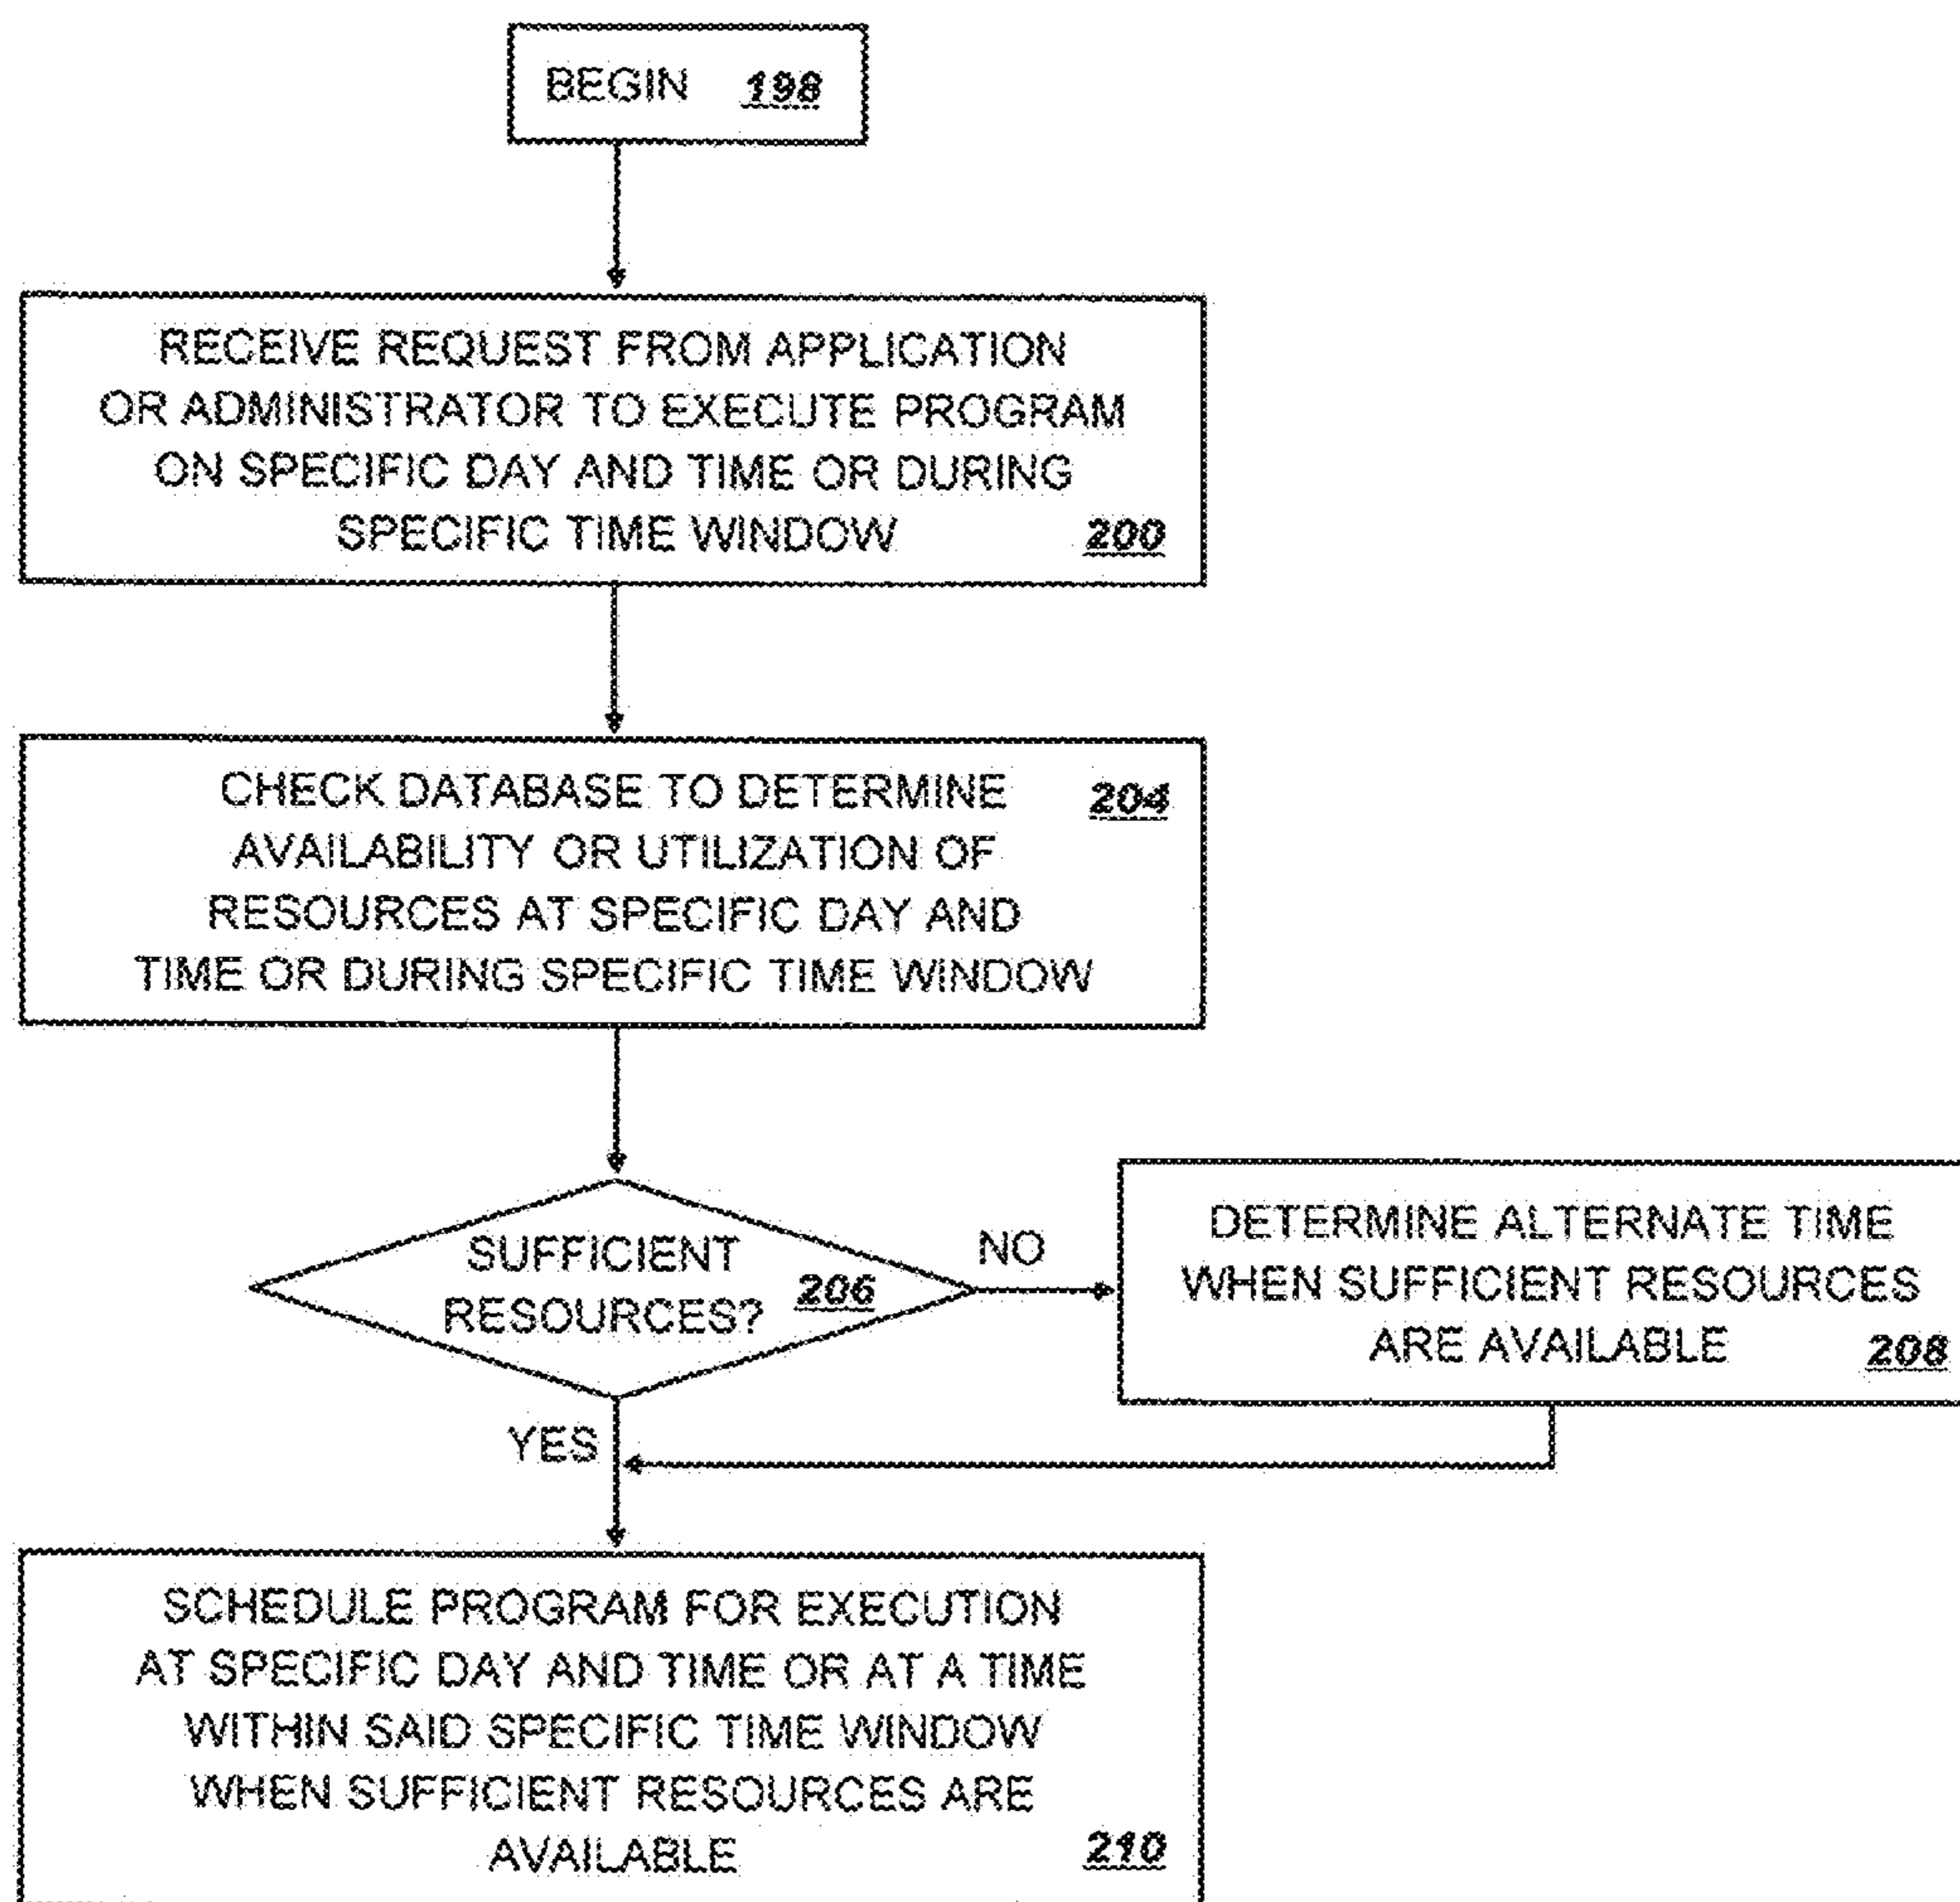 BEGIN 198
RECEIVE REQUEST FROM APPLICATION
OR ADMINISTRATOR TO EXECUTE PROGRAM
ON SPECIFIC DAY AND TIME OR DURING
SPECIFIC TIME WINDOW 200
CHECK DATABASE TO DETERMINE 204
AVAILABILITY OR UTILIZATION OF
RESOURCES AT SPECIFIC DAY AND
TIME OR DURING SPECIFIC TIME WINDOW
SUFFICIENT
RESOURCES? 206
NO
DETERMINE ALTERNATE TIME
WHEN SUFFICIENT RESOURCES
ARE AVAILABLE 208
YES
SCHEDULE PROGRAM FOR EXECUTION
AT SPECIFIC DAY AND TIME OR AT A TIME
WITHIN SAID SPECIFIC TIME WINDOW
WHEN SUFFICIENT RESOURCES ARE
AVAILABLE 210